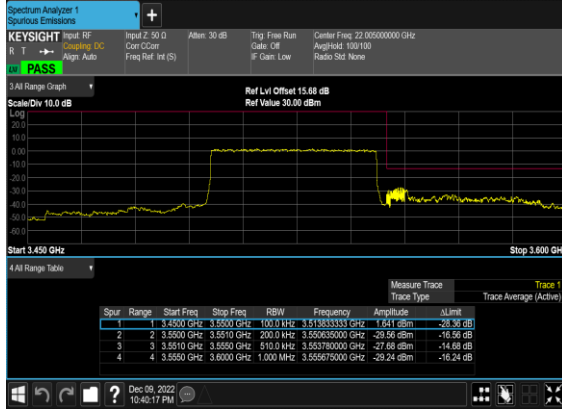 Spectrum Analyzer 1
Spurious Emissions
+
KEYSIGHT Input: RF Input Z: 50 Ω Atten: 30 dB Trig: Free Run Center Freq: 22.005000000 GHz
R T Coupling: DC Corr CCorr Gate: Off Avg|Hold: 100/100
Align: Auto Freq Ref: Int (S) IF Gain: Low Radio Std: None
PASS
3 All Range Graph
Ref Lvl Offset 15.68 dB
Scale/Div 10.0 dB Ref Value 30.00 dBm
Log
20.0
10.0
0.00
-10.0
-20.0
-30.0
-40.0
-50.0
-60.0
Start 3.450 GHz Stop 3.600 GH
4 All Range Table
Measure Trace Trace 1
Trace Type Trace Average (Active)
Spur Range Start Freq Stop Freq RBW Frequency Amplitude ΔLimit
1 1 3.4500 GHz 3.5500 GHz 100.0 kHz 3.513833333 GHz 1.641 dBm -28.36 dB
2 2 3.5500 GHz 3.5510 GHz 200.0 kHz 3.550635000 GHz -29.56 dBm -16.56 dB
3 3 3.5510 GHz 3.5550 GHz 510.0 kHz 3.553780000 GHz -27.68 dBm -14.68 dB
4 4 3.5550 GHz 3.6000 GHz 1.000 MHz 3.555675000 GHz -29.24 dBm -16.24 dB
? Dec 09, 2022
10:40:17 PM